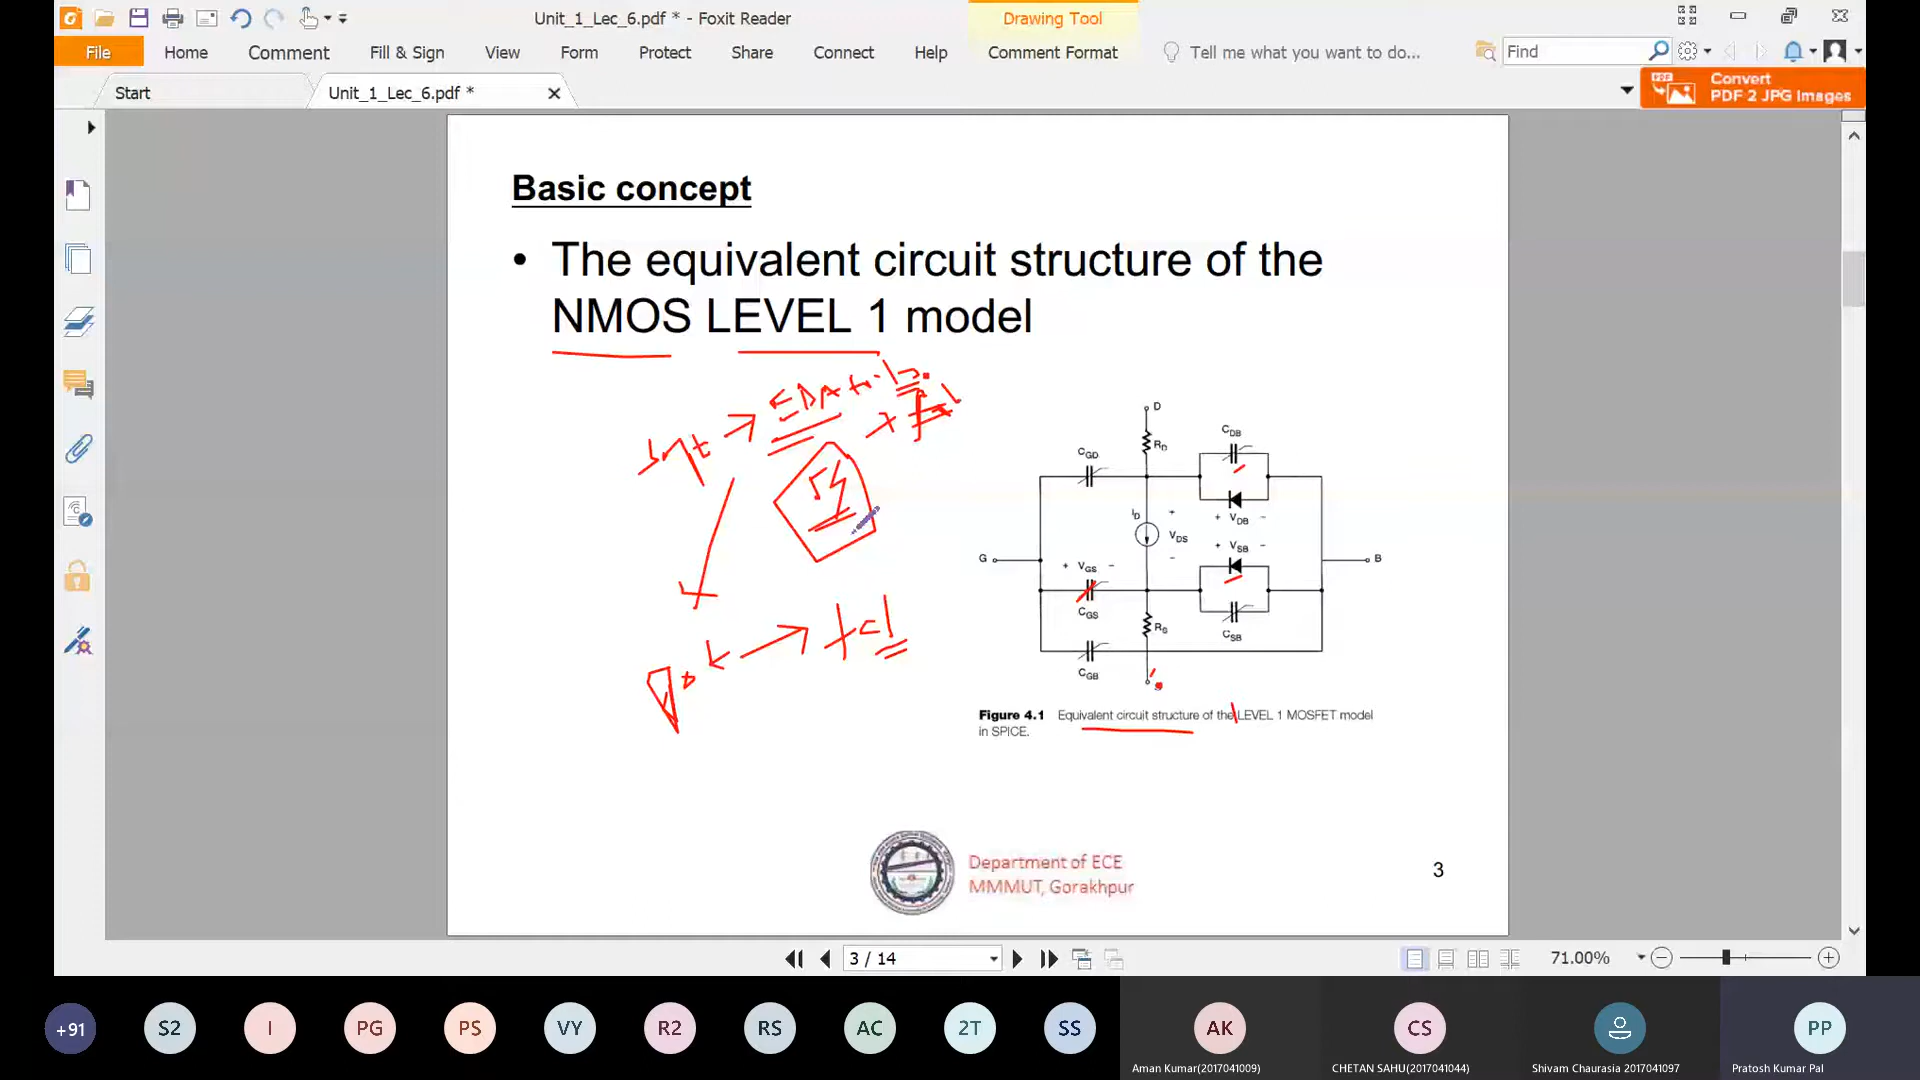 Unit_1_Lec_6.pdf * - Foxit Reader
Drawing Tool
File
Home
Comment
Fill & Sign
View
Form
Protect
Share
Connect
Help
Comment Format
Tell me what you want to do...
Find
Start
Unit_1_Lec_6.pdf *
Convert
PDF 2 JPG Images
Basic concept
• The equivalent circuit structure of the
NMOS LEVEL 1 model
EDA
D
RD
CGD
CDB
ID
+
VDS
−
+ VDB −
+ VSB −
G
B
+ VGS −
CGS
RS
CSB
CGB
Figure 4.1 Equivalent circuit structure of the LEVEL 1 MOSFET model
in SPICE.
Department of ECE
MMMUT, Gorakhpur
3
3 / 14
71.00%
+91
S2
I
PG
PS
VY
R2
RS
AC
2T
SS
AK
CS
PP
Aman Kumar(2017041009)
CHETAN SAHU(2017041044)
Shivam Chaurasia 2017041097
Pratosh Kumar Pal